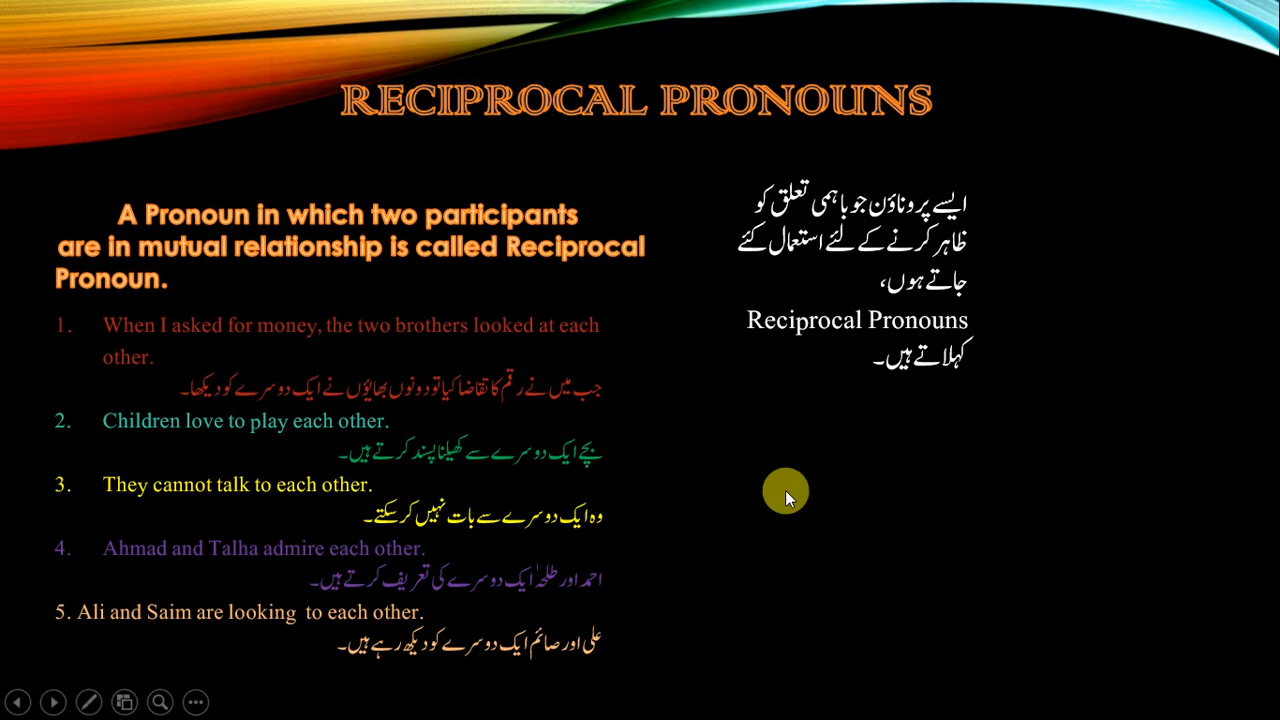 RECIPROCAL PRONOUNS
A Pronoun in which two participants
are in mutual relationship is called Reciprocal
Pronoun.
1. When I asked for money, the two brothers looked at each
other.
جب میں نے رقم کا تقاضا کیا تو دونوں بھایؤں نے ایک دوسرے کو دیکھا۔
2. Children love to play each other.
بچے ایک دوسرے سے کھیلنا پسند کرتے ہیں۔
3. They cannot talk to each other.
وہ ایک دوسرے سے بات نہیں کر سکتے۔
4. Ahmad and Talha admire each other.
احمد اور طلحہٰ ایک دوسرے کی تعریف کرتے ہیں۔
5. Ali and Saim are looking  to each other.
علی اور صائم ایک دوسرے کو دیکھ رہے ہیں۔
ایسے پروناؤن جو باہمی تعلق کو
ظاہر کرنے کے لئے استعمال کئے
جاتے ہوں،
Reciprocal Pronouns
کہلاتے ہیں۔